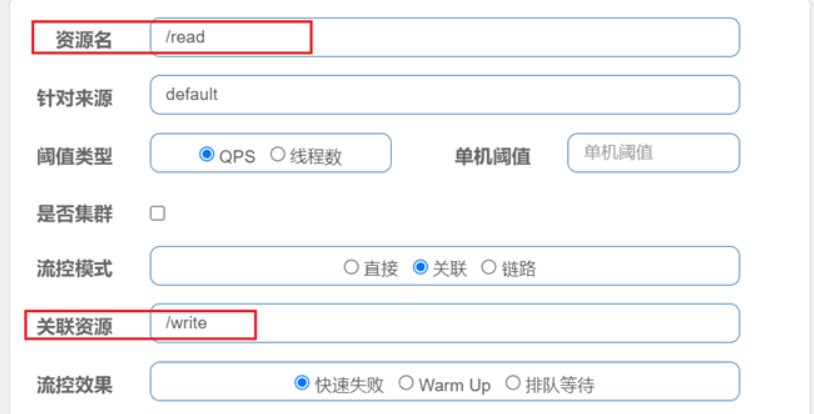 资源名 /read
针对来源 default
阈值类型 QPS 线程数 单机阈值 单机阈值
是否集群
流控模式 直接 关联 链路
关联资源 /write
流控效果 快速失败 Warm Up 排队等待